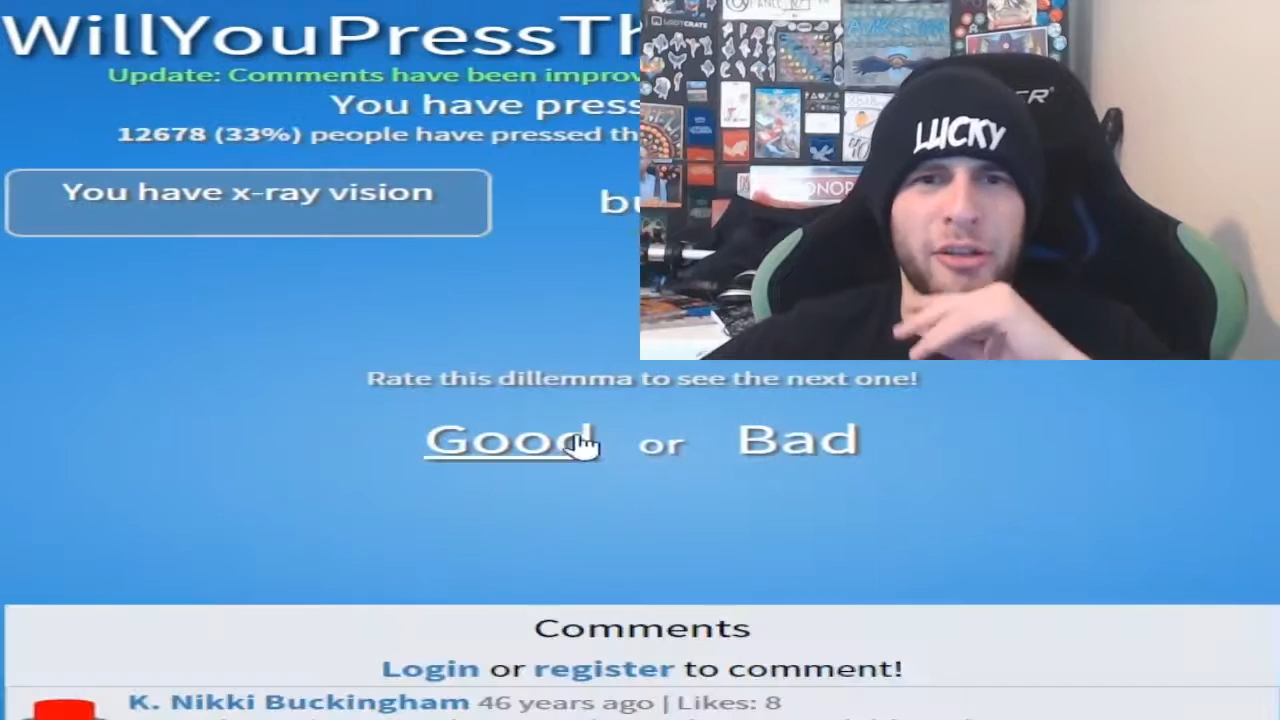 WillYouPressTh
Update: Comments have been improv
You have press
12678 (33%) people have pressed th
You have x-ray vision
bu
Rate this dillemma to see the next one!
Good or Bad
Comments
Login or register to comment!
K. Nikki Buckingham 46 years ago | Likes: 8
LUCKY